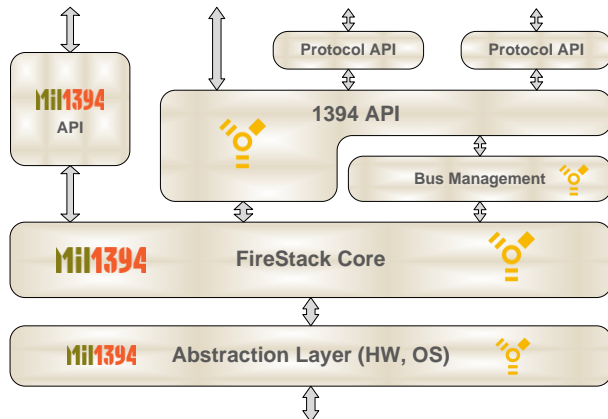 Protocol API
Protocol API
Mil1394
API
1394 API
Bus Management
Mil1394
FireStack Core
Mil1394
Abstraction Layer (HW, OS)